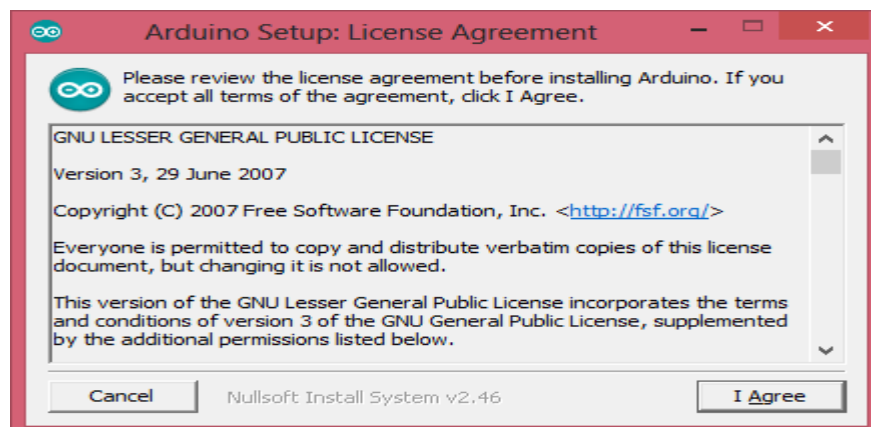 Arduino Setup: License Agreement
Please review the license agreement before installing Arduino. If you
accept all terms of the agreement, click I Agree.
GNU LESSER GENERAL PUBLIC LICENSE
Version 3, 29 June 2007
Copyright (C) 2007 Free Software Foundation, Inc. <http://fsf.org/>
Everyone is permitted to copy and distribute verbatim copies of this license
document, but changing it is not allowed.
This version of the GNU Lesser General Public License incorporates the terms
and conditions of version 3 of the GNU General Public License, supplemented
by the additional permissions listed below.
Cancel
Nullsoft Install System v2.46
I Agree